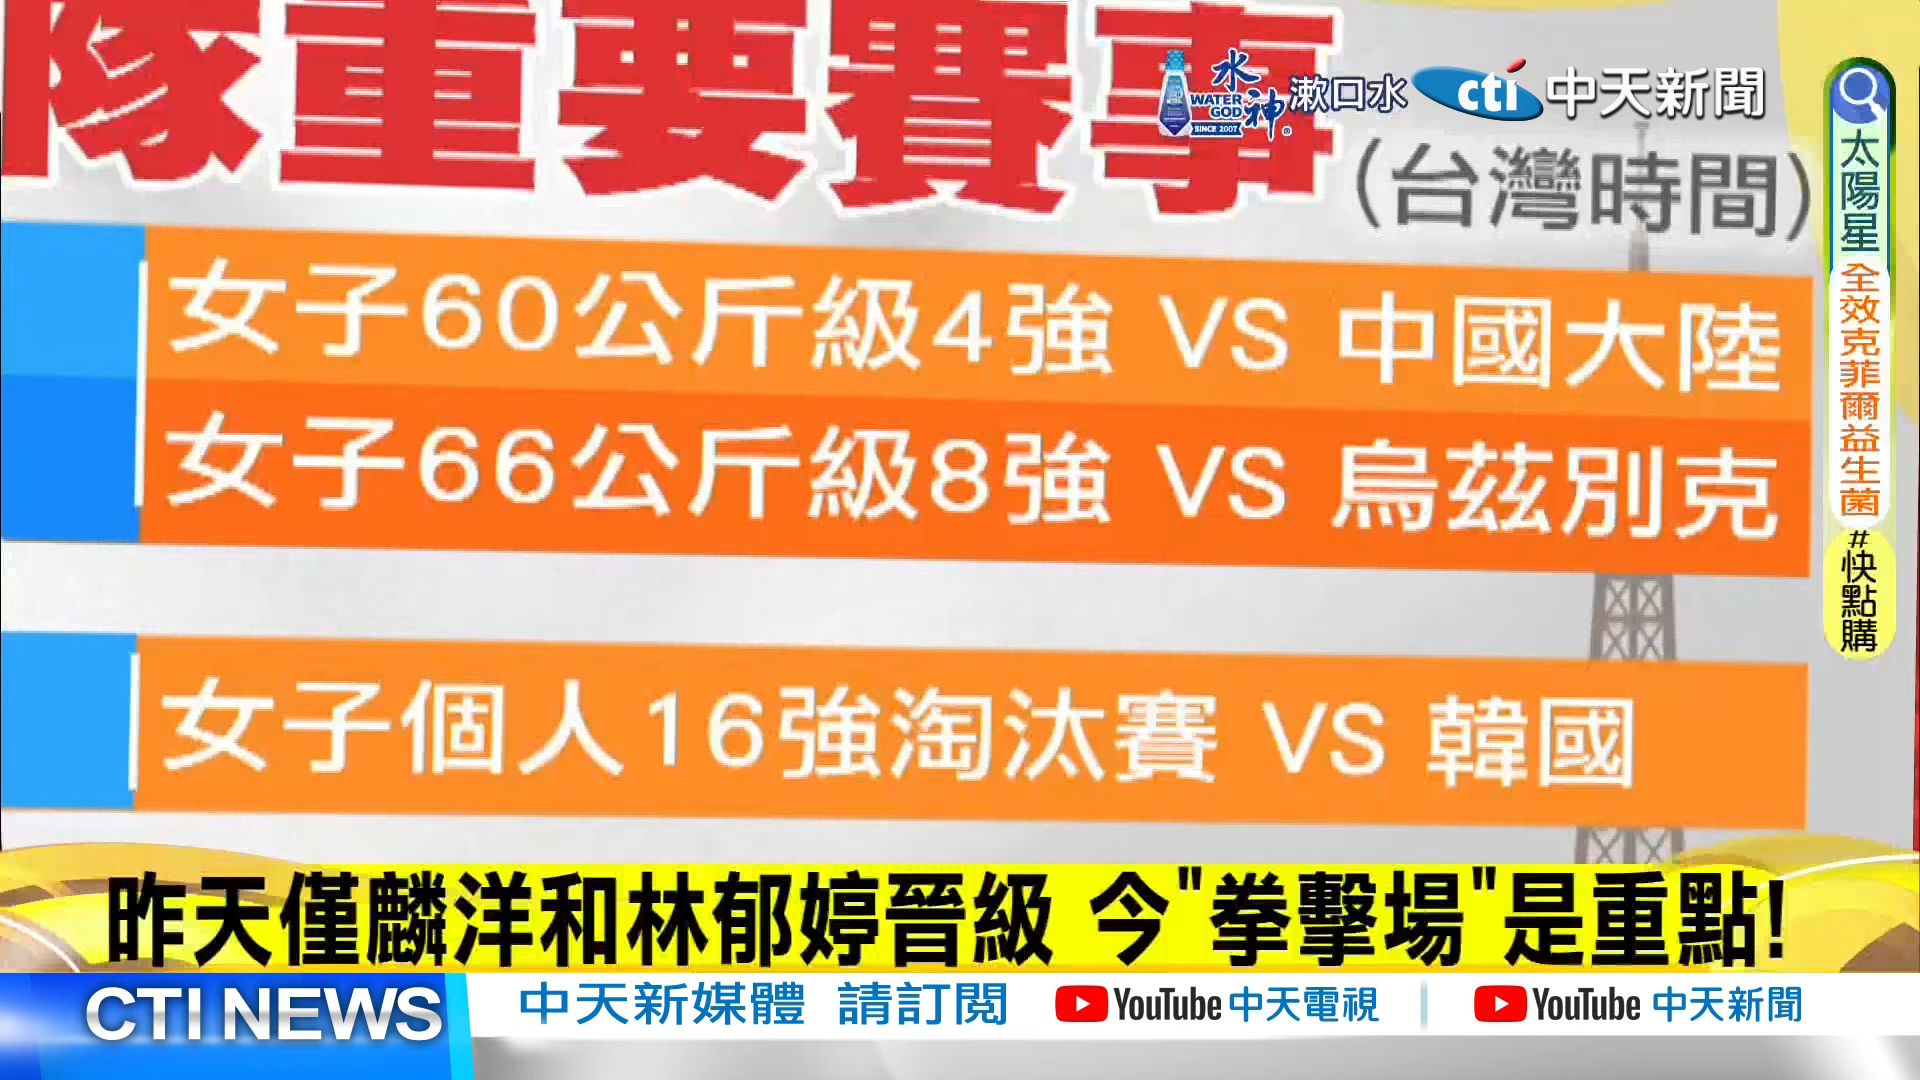 隊重要賽事
(台灣時間)
水神
WATER GOD
SINCE 2007
漱口水
cti 中天新聞
女子60公斤級4強 VS 中國大陸
女子66公斤級8強 VS 烏茲別克
女子個人16強淘汰賽 VS 韓國
太陽星
全效克菲爾益生菌
#快點購
昨天僅麟洋和林郁婷晉級 今"拳擊場"是重點!
CTI NEWS
中天新媒體 請訂閱 YouTube 中天電視 YouTube 中天新聞